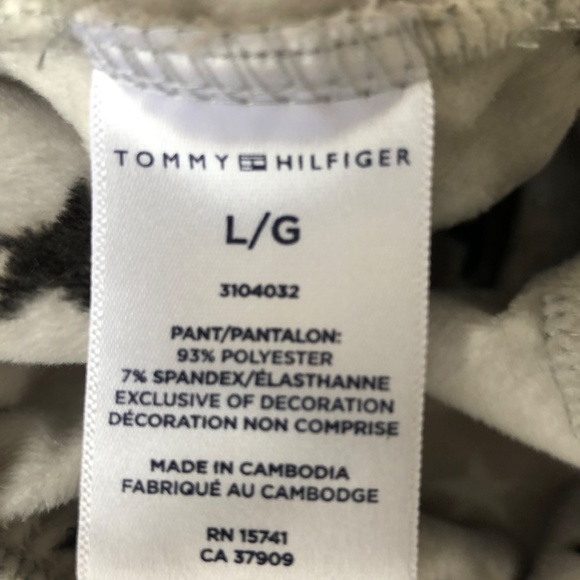 TOMMY HILFIGER
L/G
3104032
PANT/PANTALON:
93% POLYESTER
7% SPANDEX/ÉLASTHANNE
EXCLUSIVE OF DECORATION
DÉCORATION NON COMPRISE
MADE IN CAMBODIA
FABRIQUÉ AU CAMBODGE
RN 15741
CA 37909